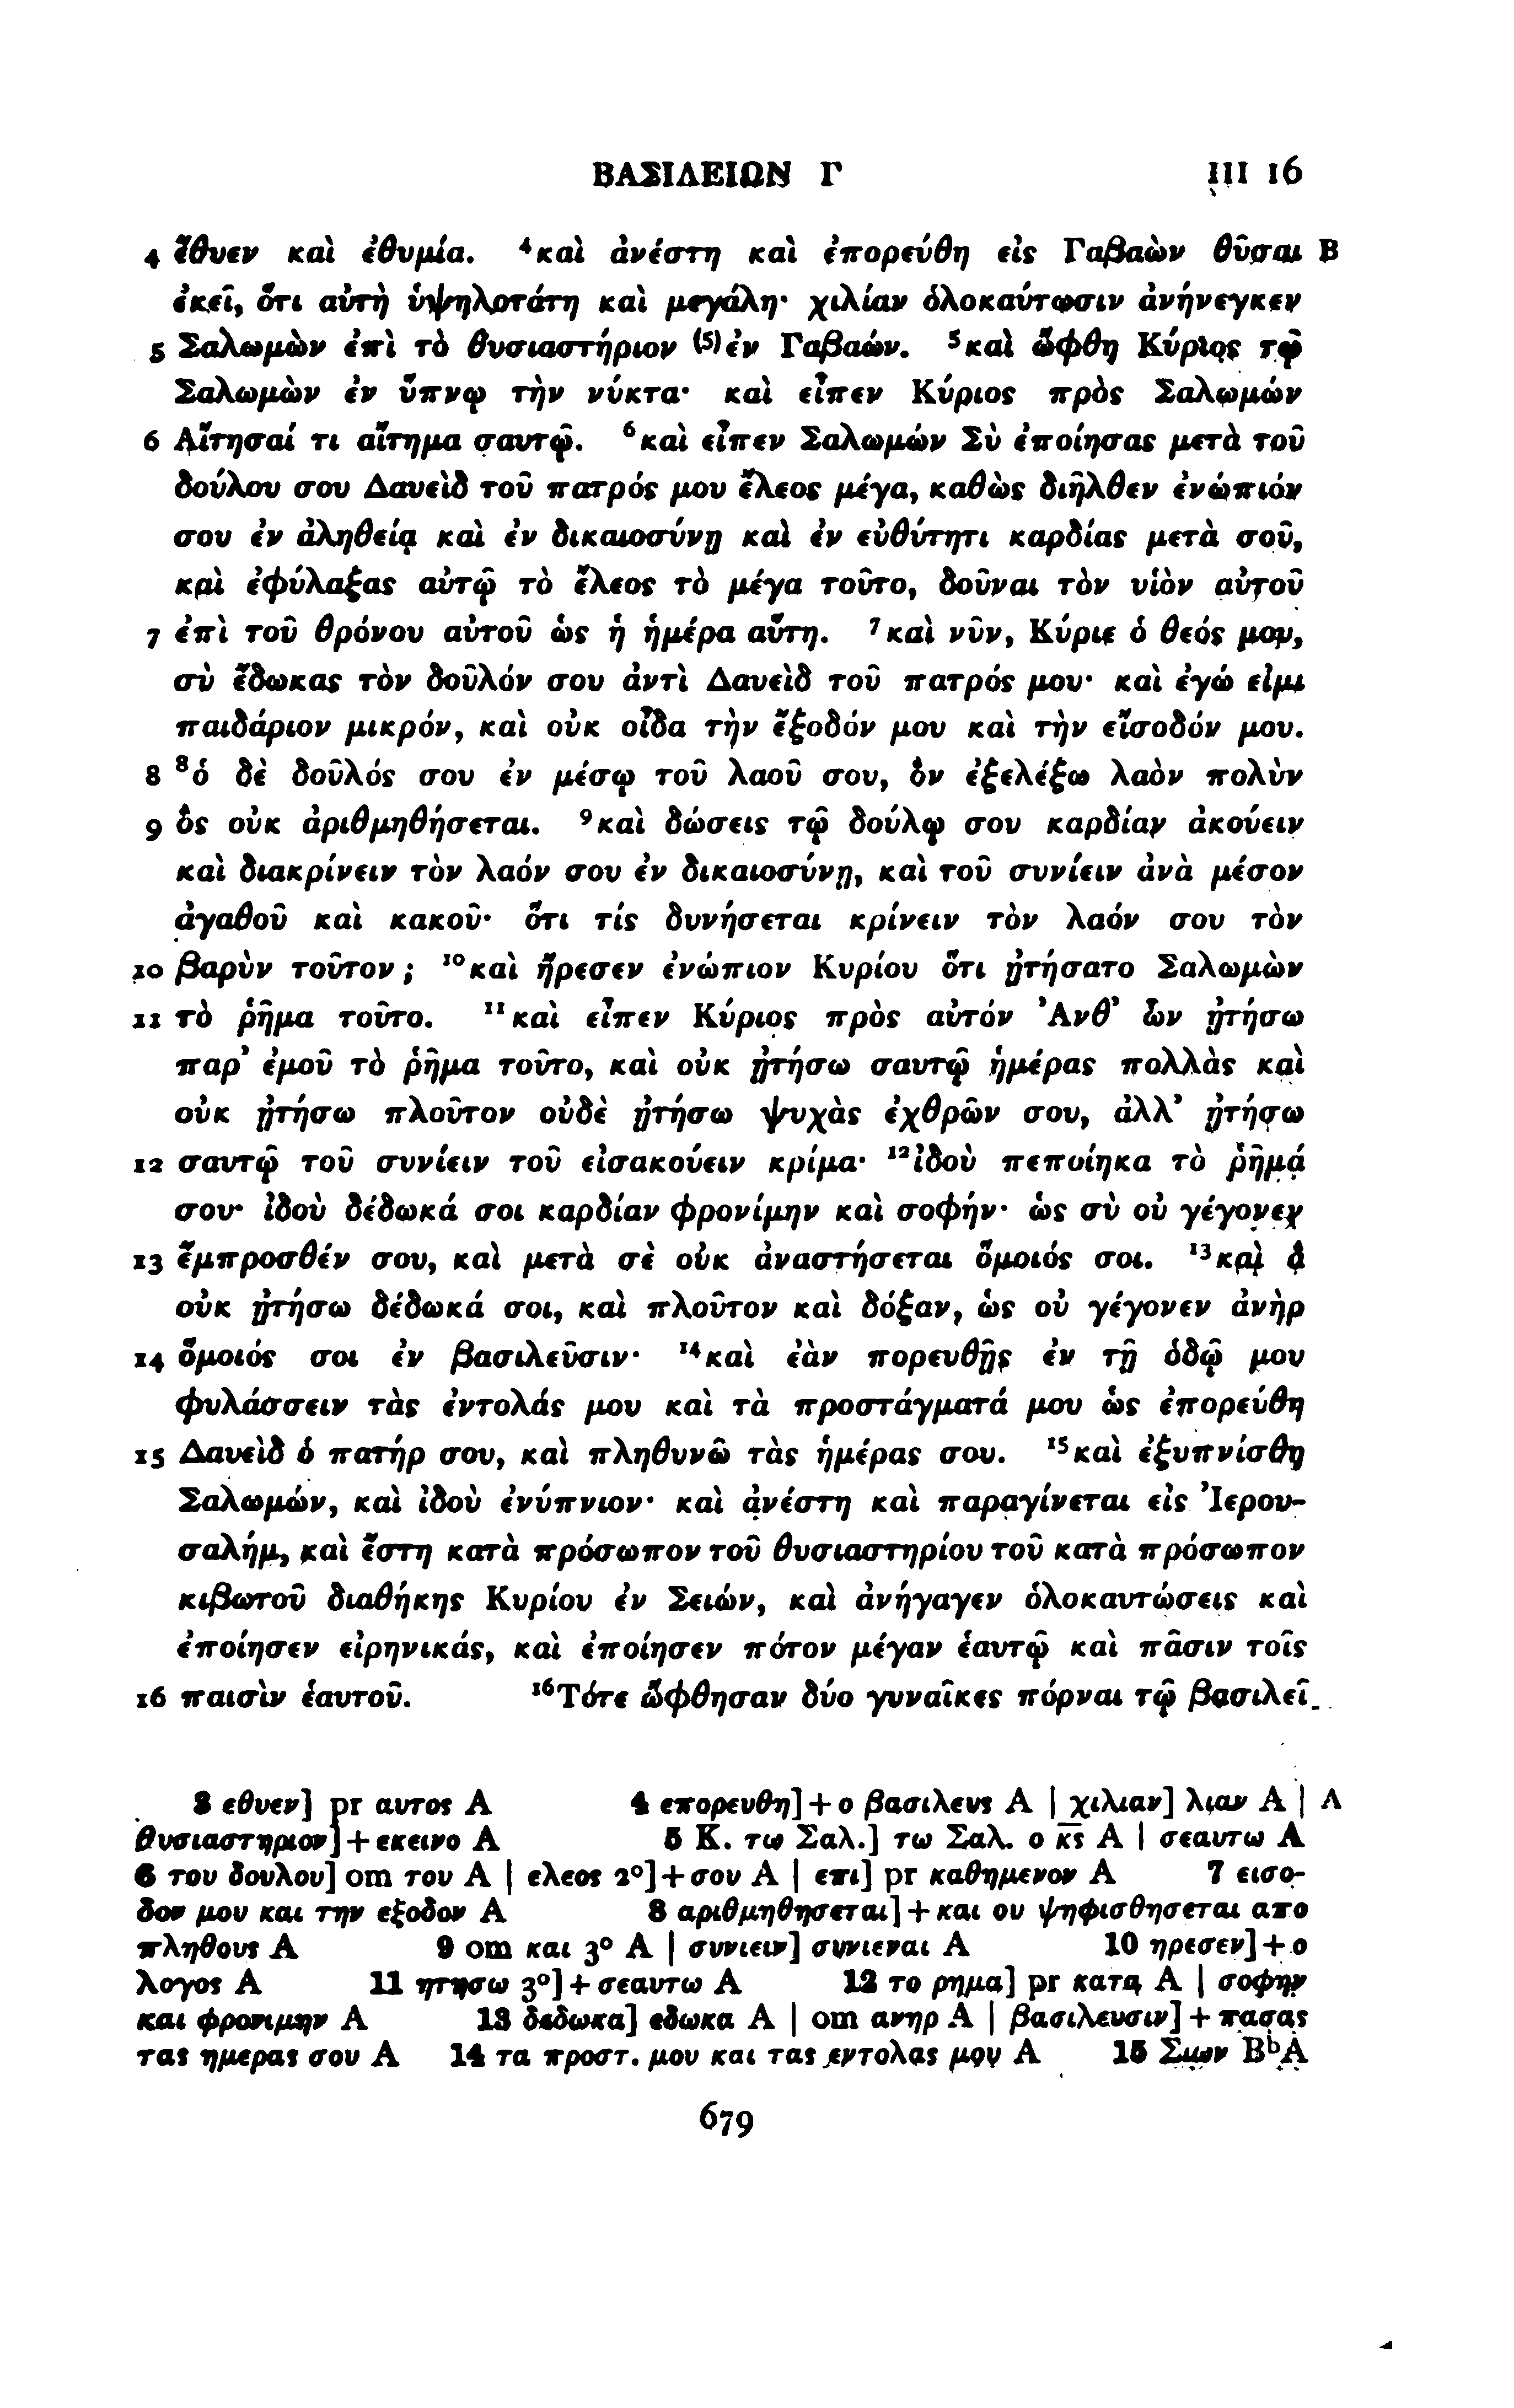 ΒΑΣΙΛΕΙΩΝ Γ III 16
4 ἔθυεν καὶ ἐθυμία. ⁴καὶ ἀνέστη καὶ ἐπορεύθη εἰς Γαβαὼν θῦσαι B
ἐκεῖ, ὅτι αὐτὴ ὑψηλοτάτη καὶ μεγάλη· χιλίαν ὁλοκαύτωσιν ἀνήνεγκεν
5 Σαλωμὼν ἐπὶ τὸ θυσιαστήριον ⁽⁵⁾ἐν Γαβαών. ⁵καὶ ὤφθη Κύριος τῷ
Σαλωμὼν ἐν ὕπνῳ τὴν νύκτα· καὶ εἶπεν Κύριος πρὸς Σαλωμών
6 Αἴτησαί τι αἴτημα σαυτῷ. ⁶καὶ εἶπεν Σαλωμών Σὺ ἐποίησας μετὰ τοῦ
δούλου σου Δαυεὶδ τοῦ πατρός μου ἔλεος μέγα, καθὼς διῆλθεν ἐνώπιόν
σου ἐν ἀληθείᾳ καὶ ἐν δικαιοσύνῃ καὶ ἐν εὐθύτητι καρδίας μετὰ σοῦ,
καὶ ἐφύλαξας αὐτῷ τὸ ἔλεος τὸ μέγα τοῦτο, δοῦναι τὸν υἱὸν αὐτοῦ
7 ἐπὶ τοῦ θρόνου αὐτοῦ ὡς ἡ ἡμέρα αὕτη. ⁷καὶ νῦν, Κύριε ὁ θεός μου,
σὺ ἔδωκας τὸν δοῦλόν σου ἀντὶ Δαυεὶδ τοῦ πατρός μου· καὶ ἐγώ εἰμι
παιδάριον μικρόν, καὶ οὐκ οἶδα τὴν ἔξοδόν μου καὶ τὴν εἴσοδόν μου.
8 ⁸ὁ δὲ δοῦλός σου ἐν μέσῳ τοῦ λαοῦ σου, ὃν ἐξελέξω λαὸν πολὺν
9 ὃς οὐκ ἀριθμηθήσεται. ⁹καὶ δώσεις τῷ δούλῳ σου καρδίαν ἀκούειν
καὶ διακρίνειν τὸν λαόν σου ἐν δικαιοσύνῃ, καὶ τοῦ συνίειν ἀνὰ μέσον
ἀγαθοῦ καὶ κακοῦ· ὅτι τίς δυνήσεται κρίνειν τὸν λαόν σου τὸν
10 βαρὺν τοῦτον; ¹⁰καὶ ἤρεσεν ἐνώπιον Κυρίου ὅτι ᾐτήσατο Σαλωμὼν
11 τὸ ῥῆμα τοῦτο. ¹¹καὶ εἶπεν Κύριος πρὸς αὐτόν Ἀνθ’ ὧν ᾐτήσω
παρ’ ἐμοῦ τὸ ῥῆμα τοῦτο, καὶ οὐκ ᾐτήσω σαυτῷ ἡμέρας πολλὰς καὶ
οὐκ ᾐτήσω πλοῦτον οὐδὲ ᾐτήσω ψυχὰς ἐχθρῶν σου, ἀλλ’ ᾐτήσω
12 σαυτῷ τοῦ συνίειν τοῦ εἰσακούειν κρίμα· ¹²ἰδοὺ πεποίηκα τὸ ῥῆμά
σου· ἰδοὺ δέδωκά σοι καρδίαν φρονίμην καὶ σοφήν· ὡς σὺ οὐ γέγονεν
13 ἔμπροσθέν σου, καὶ μετὰ σὲ οὐκ ἀναστήσεται ὅμοιός σοι. ¹³καὶ ἃ
οὐκ ᾐτήσω δέδωκά σοι, καὶ πλοῦτον καὶ δόξαν, ὡς οὐ γέγονεν ἀνὴρ
14 ὅμοιός σοι ἐν βασιλεῦσιν· ¹⁴καὶ ἐὰν πορευθῇς ἐν τῇ ὁδῷ μου
φυλάσσειν τὰς ἐντολάς μου καὶ τὰ προστάγματά μου ὡς ἐπορεύθη
15 Δαυεὶδ ὁ πατήρ σου, καὶ πληθυνῶ τὰς ἡμέρας σου. ¹⁵καὶ ἐξυπνίσθη
Σαλωμών, καὶ ἰδοὺ ἐνύπνιον· καὶ ἀνέστη καὶ παραγίνεται εἰς Ἰερου-
σαλήμ, καὶ ἔστη κατὰ πρόσωπον τοῦ θυσιαστηρίου τοῦ κατὰ πρόσωπον
κιβωτοῦ διαθήκης Κυρίου ἐν Σειών, καὶ ἀνήγαγεν ὁλοκαυτώσεις καὶ
ἐποίησεν εἰρηνικάς, καὶ ἐποίησεν πότον μέγαν ἑαυτῷ καὶ πᾶσιν τοῖς
16 παισὶν ἑαυτοῦ. ¹⁶Τότε ὤφθησαν δύο γυναῖκες πόρναι τῷ βασιλεῖ
3 εθυεν] pr αυτος A 4 επορευθη] + ο βασιλευς A | χιλιαν] λιαν A | A
θυσιαστηριον] + εκεινο A 5 Κ. τω Σαλ.] τω Σαλ. ο κ̅ς̅ A | σεαυτω A
6 του δουλου] om του A | ελεος 2°] + σου A | επι] pr καθημενον A 7 εισο-
δον μου και την εξοδον A 8 αριθμηθησεται] + και ου ψηφισθησεται απο
πληθους A 9 om και 3° A | συνιειν] συνιεναι A 10 ηρεσεν] + ο
λογος A 11 ητησω 3°] + σεαυτω A 12 το ρημα] pr κατα A | σοφην
και φρονιμην A 13 δεδωκα] εδωκα A | om ανηρ A | βασιλευσιν] + πασας
τας ημερας σου A 14 τα προστ. μου και τας εντολας μου A 15 Σιων BᵇA
679